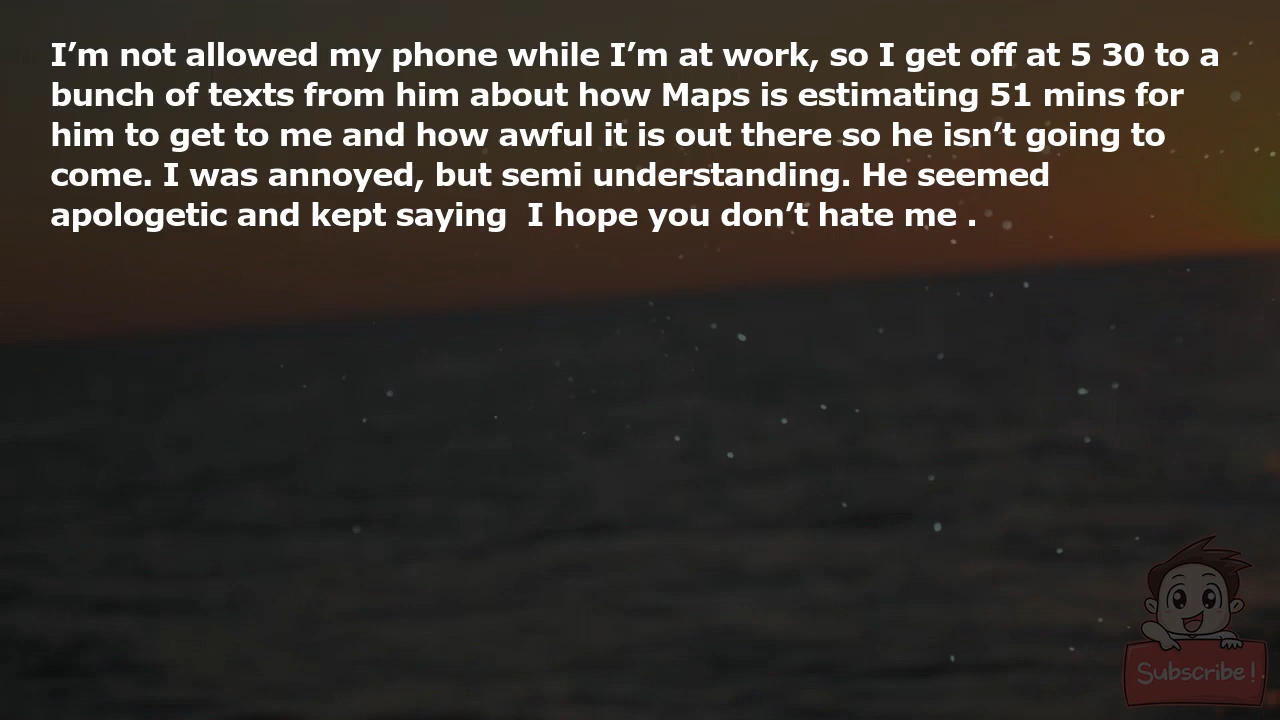 I’m not allowed my phone while I’m at work, so I get off at 5 30 to a
bunch of texts from him about how Maps is estimating 51 mins for
him to get to me and how awful it is out there so he isn’t going to
come. I was annoyed, but semi understanding. He seemed
apologetic and kept saying  I hope you don’t hate me .
Subscribe!